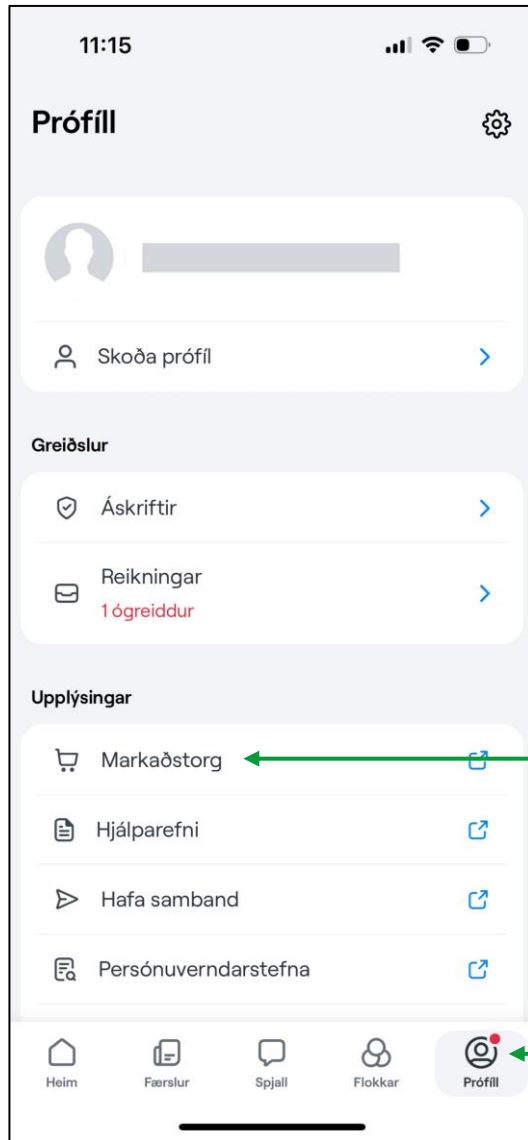 11:15
Prófíll
Skoða prófíl
Greiðslur
Áskriftir
Reikningar
1 ógreiddur
Upplýsingar
Markaðstorg
Hjálparefni
Hafa samband
Persónuverndarstefna
Heim
Færslur
Spjall
Flokkar
Prófíll